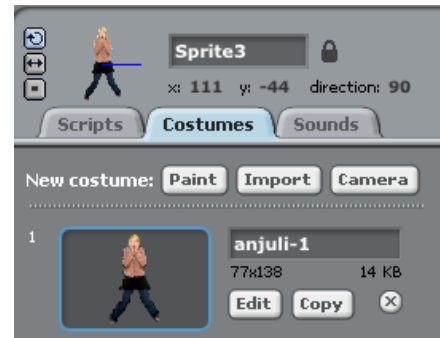 Sprite3
x: 111 y: -44 direction: 90
Scripts Costumes Sounds
New costume: Paint Import Camera
1
anjuli-1
77x138 14 KB
Edit Copy